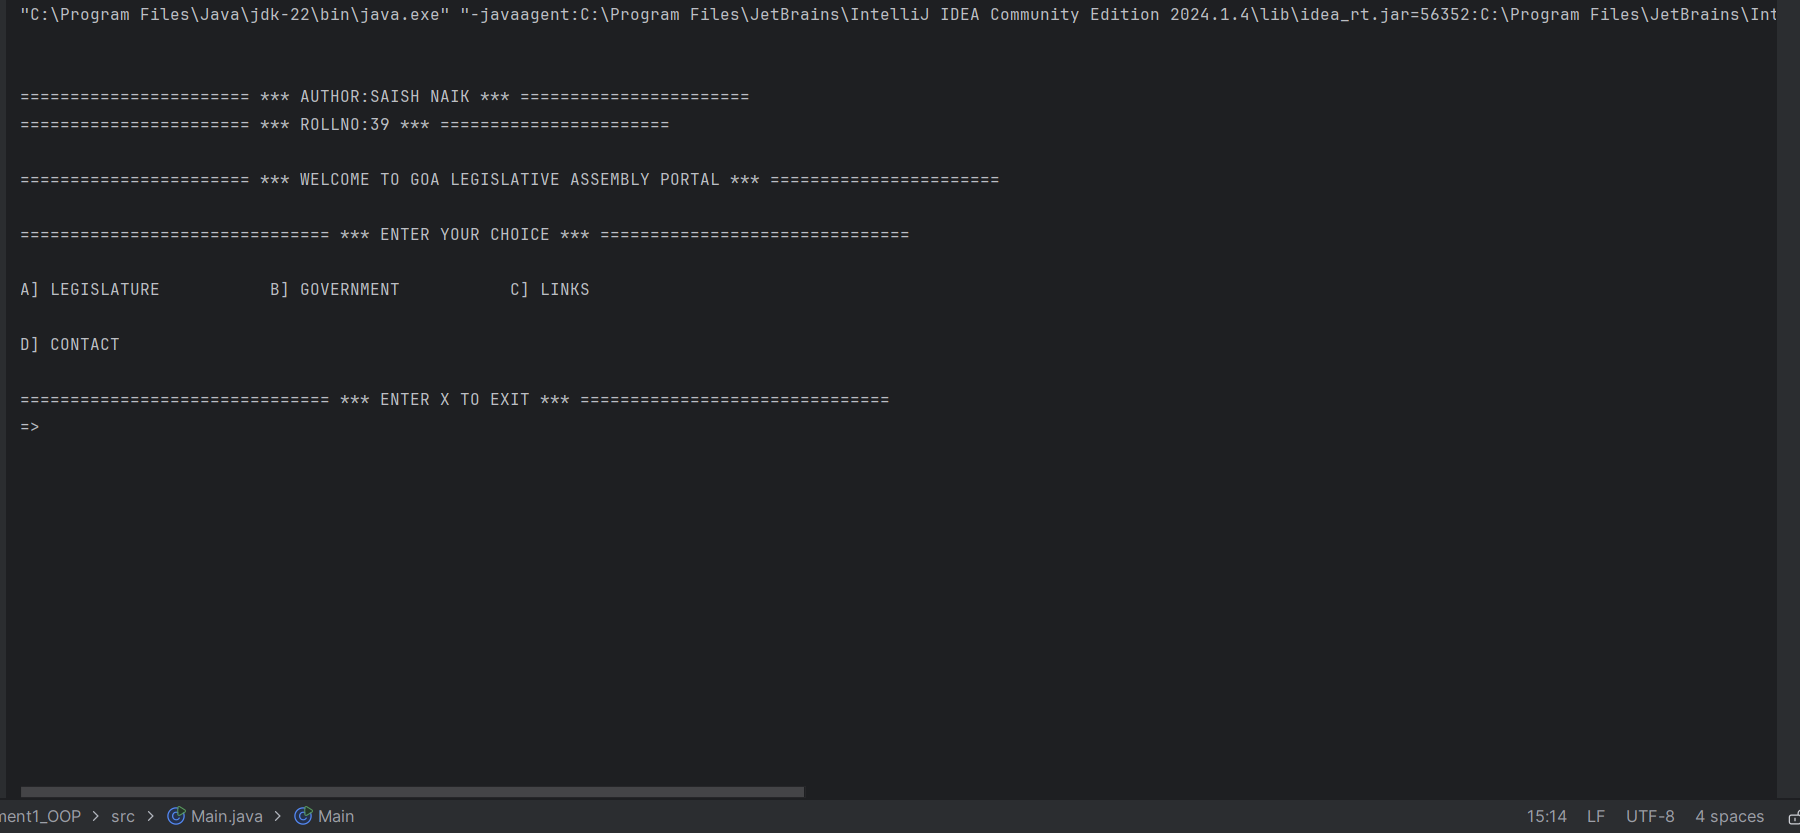 "C:\Program Files\Java\jdk-22\bin\java.exe" "-javaagent:C:\Program Files\JetBrains\IntelliJ IDEA Community Edition 2024.1.4\lib\idea_rt.jar=56352:C:\Program Files\JetBrains\Int
======================= *** AUTHOR:SAISH NAIK *** =======================
======================= *** ROLLNO:39 *** =======================
======================= *** WELCOME TO GOA LEGISLATIVE ASSEMBLY PORTAL *** =======================
=============================== *** ENTER YOUR CHOICE *** ===============================
A] LEGISLATURE           B] GOVERNMENT           C] LINKS
D] CONTACT
=============================== *** ENTER X TO EXIT *** ===============================
=>
ment1_OOP > src > Main.java > Main 15:14 LF UTF-8 4 spaces